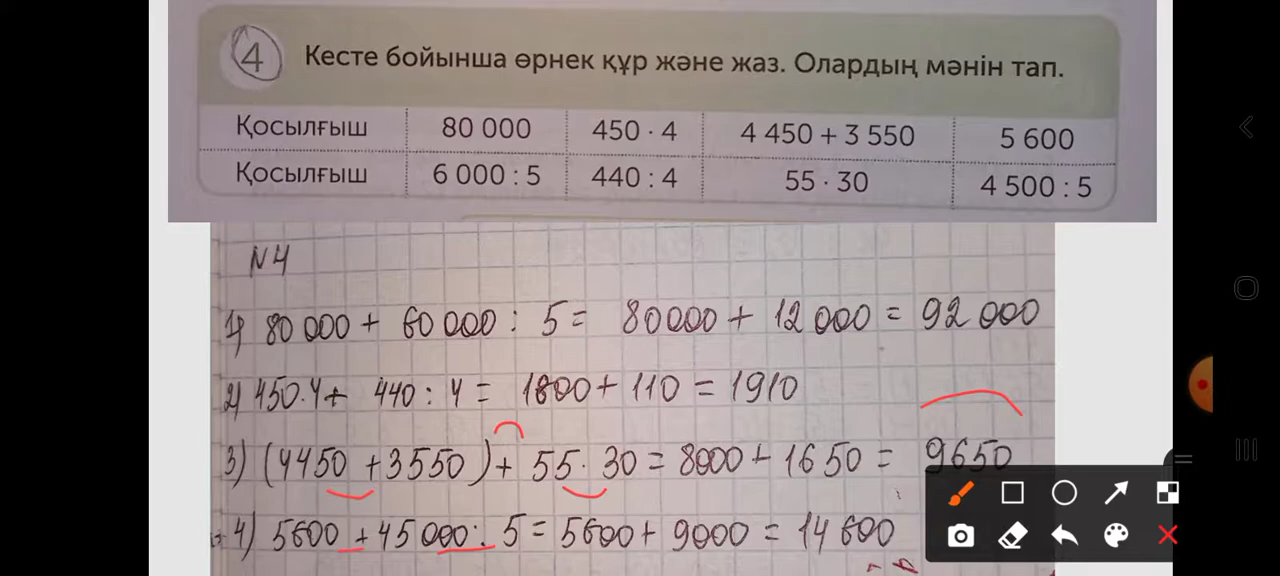 4 Кесте бойынша өрнек құр және жаз. Олардың мәнін тап.
Қосылғыш 80 000 450 · 4 4 450 + 3 550 5 600
Қосылғыш 6 000 : 5 440 : 4 55 · 30 4 500 : 5
N4
1) 80 000 + 60 000 : 5 = 80000 + 12 000 = 92 000
2) 450.4+ 440 : 4 = 1800 + 110 = 1910
3) (4450 + 3550) + 55 · 30 = 8000 + 1650 = 9650
4) 5600 + 45 000 : 5 = 5600 + 9000 = 14 600